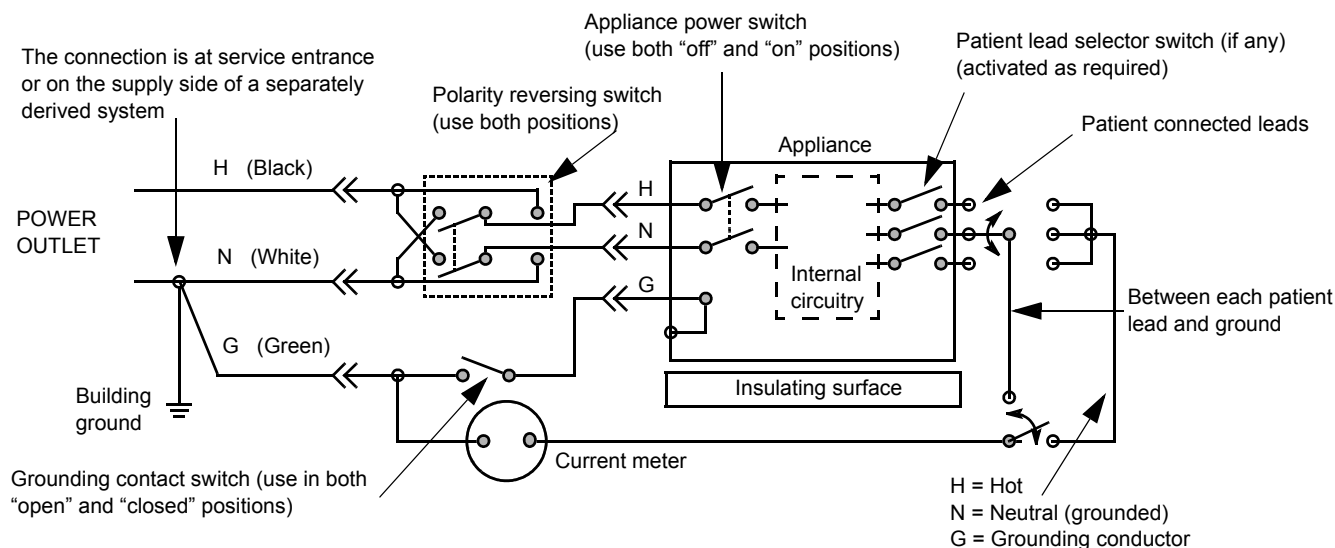 Appliance power switch
(use both “off” and “on” positions)
Patient lead selector switch (if any)
(activated as required)
The connection is at service entrance
or on the supply side of a separately
derived system
Polarity reversing switch
(use both positions)
Patient connected leads
Appliance
H (Black)
H
POWER
OUTLET
N
N (White)
Internal
circuitry
G
Between each patient
lead and ground
G (Green)
Insulating surface
Building
ground
Current meter
Grounding contact switch (use in both
“open” and “closed” positions)
H = Hot
N = Neutral (grounded)
G = Grounding conductor